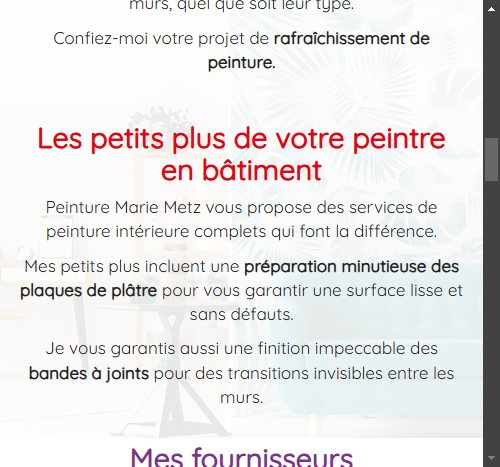 murs, quel que soit leur type.
Confiez-moi votre projet de rafraîchissement de
peinture.
Les petits plus de votre peintre
en bâtiment
Peinture Marie Metz vous propose des services de
peinture intérieure complets qui font la différence.
Mes petits plus incluent une préparation minutieuse des
plaques de plâtre pour vous garantir une surface lisse et
sans défauts.
Je vous garantis aussi une finition impeccable des
bandes à joints pour des transitions invisibles entre les
murs.
Mes fournisseurs